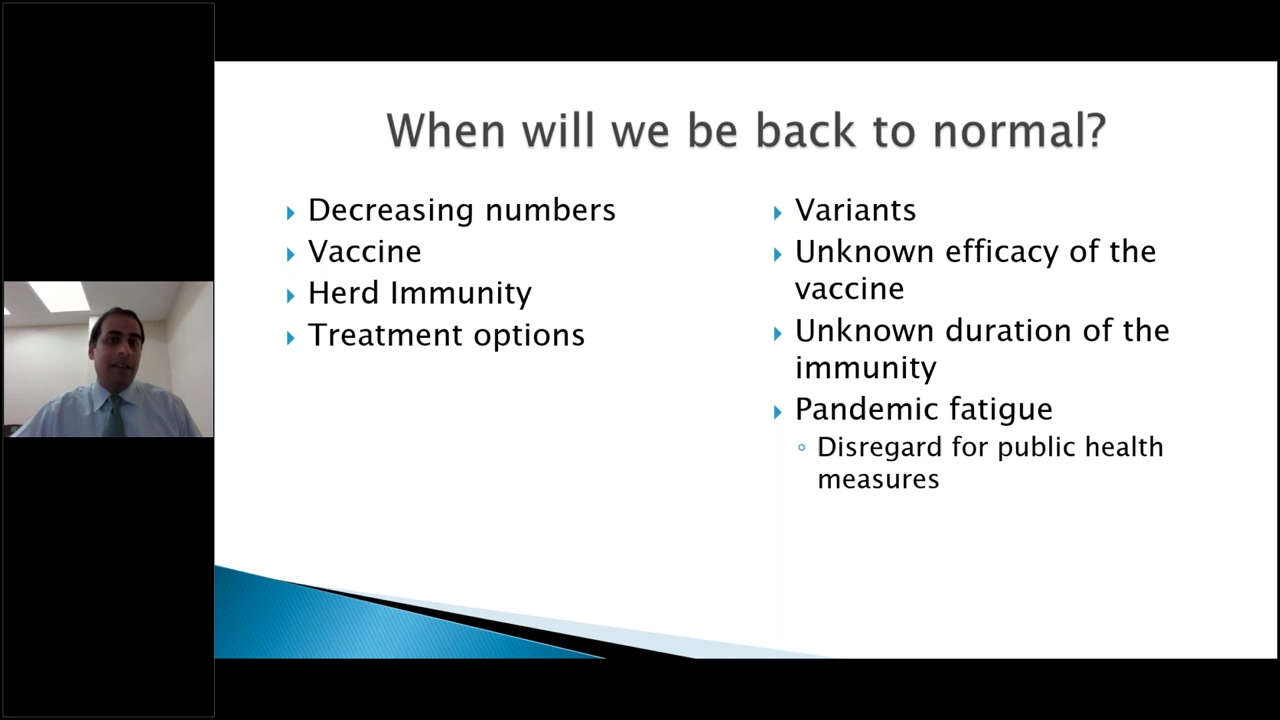 When will we be back to normal?
Decreasing numbers
Vaccine
Herd Immunity
Treatment options
Variants
Unknown efficacy of the
vaccine
Unknown duration of the
immunity
Pandemic fatigue
Disregard for public health
measures